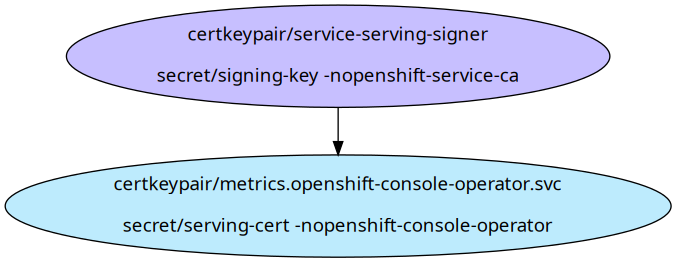 certkeypair/service-serving-signer
secret/signing-key -nopenshift-service-ca
certkeypair/metrics.openshift-console-operator.svc
secret/serving-cert -nopenshift-console-operator